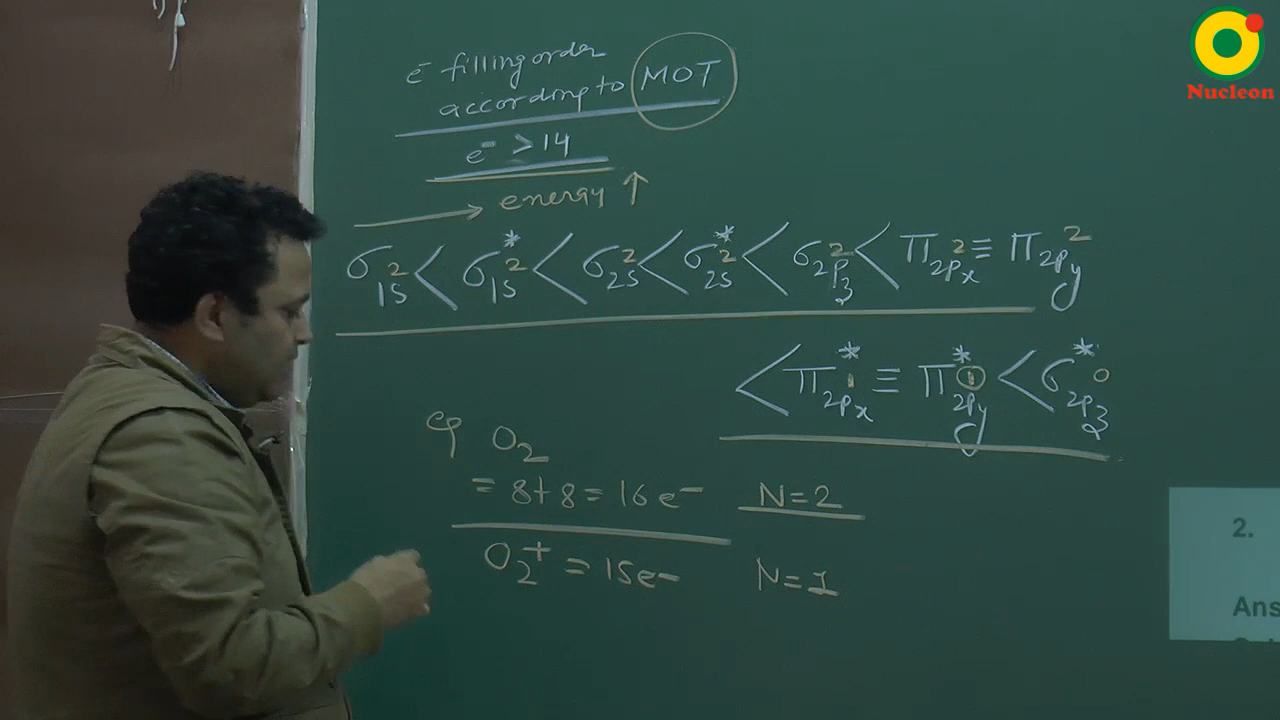 e⁻ filling order
according to MOT
e⁻ > 14
→ energy ↑
σ1s² < σ*1s² < σ2s² < σ*2s² < σ2pz² < π2px² ≡ π2py²
< π*2px¹ ≡ π*2py¹ < σ*2pz⁰
eg O₂
= 8+8 = 16e⁻ N=2
O₂⁺ = 15e⁻ N=1
Nucleon
2.
Ans